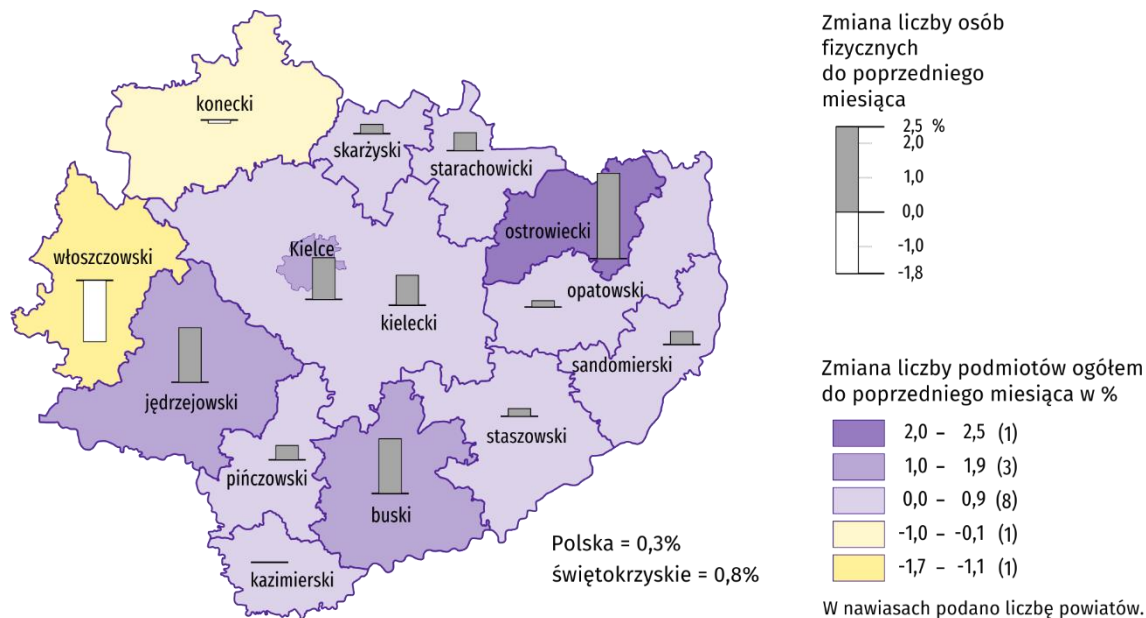 konecki
skarżyski
starachowicki
włoszczowski
Kielce
ostrowiecki
opatowski
kielecki
sandomierski
jędrzejowski
staszowski
pińczowski
buski
kazimierski
Polska = 0,3%
świętokrzyskie = 0,8%
Zmiana liczby osób
fizycznych
do poprzedniego
miesiąca
2,5 %
2,0
1,0
0,0
-1,0
-1,8
Zmiana liczby podmiotów ogółem
do poprzedniego miesiąca w %
2,0 – 2,5 (1)
1,0 – 1,9 (3)
0,0 – 0,9 (8)
-1,0 – -0,1 (1)
-1,7 – -1,1 (1)
W nawiasach podano liczbę powiatów.